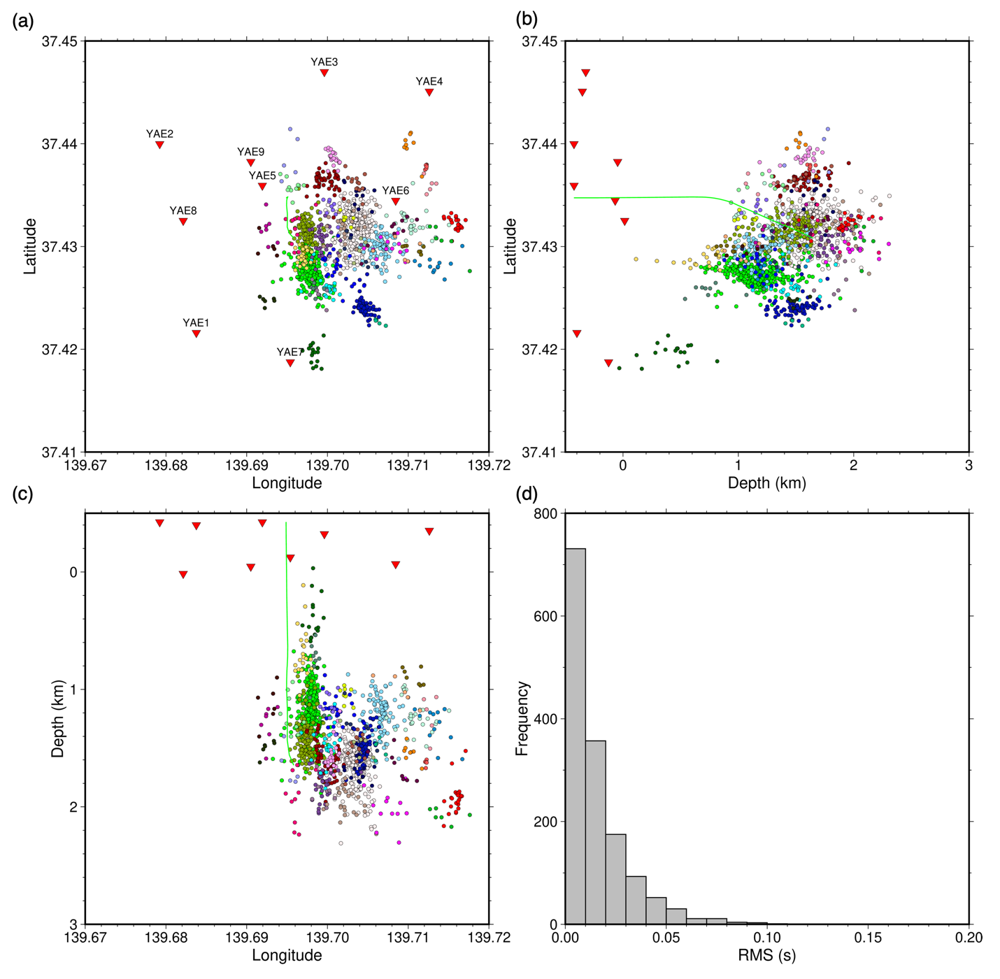 (a)
37.45
37.44
37.43
37.42
37.41
Latitude
YAE3
YAE4
YAE2
YAE9
YAE5
YAE6
YAE8
YAE1
YAE7
139.67 139.68 139.69 139.70 139.71 139.72
Longitude
(b)
37.45
37.44
37.43
37.42
37.41
Latitude
0 1 2 3
Depth (km)
(c)
0
1
2
3
Depth (km)
139.67 139.68 139.69 139.70 139.71 139.72
Longitude
(d)
800
600
400
200
0
Frequency
0.00 0.05 0.10 0.15 0.20
RMS (s)